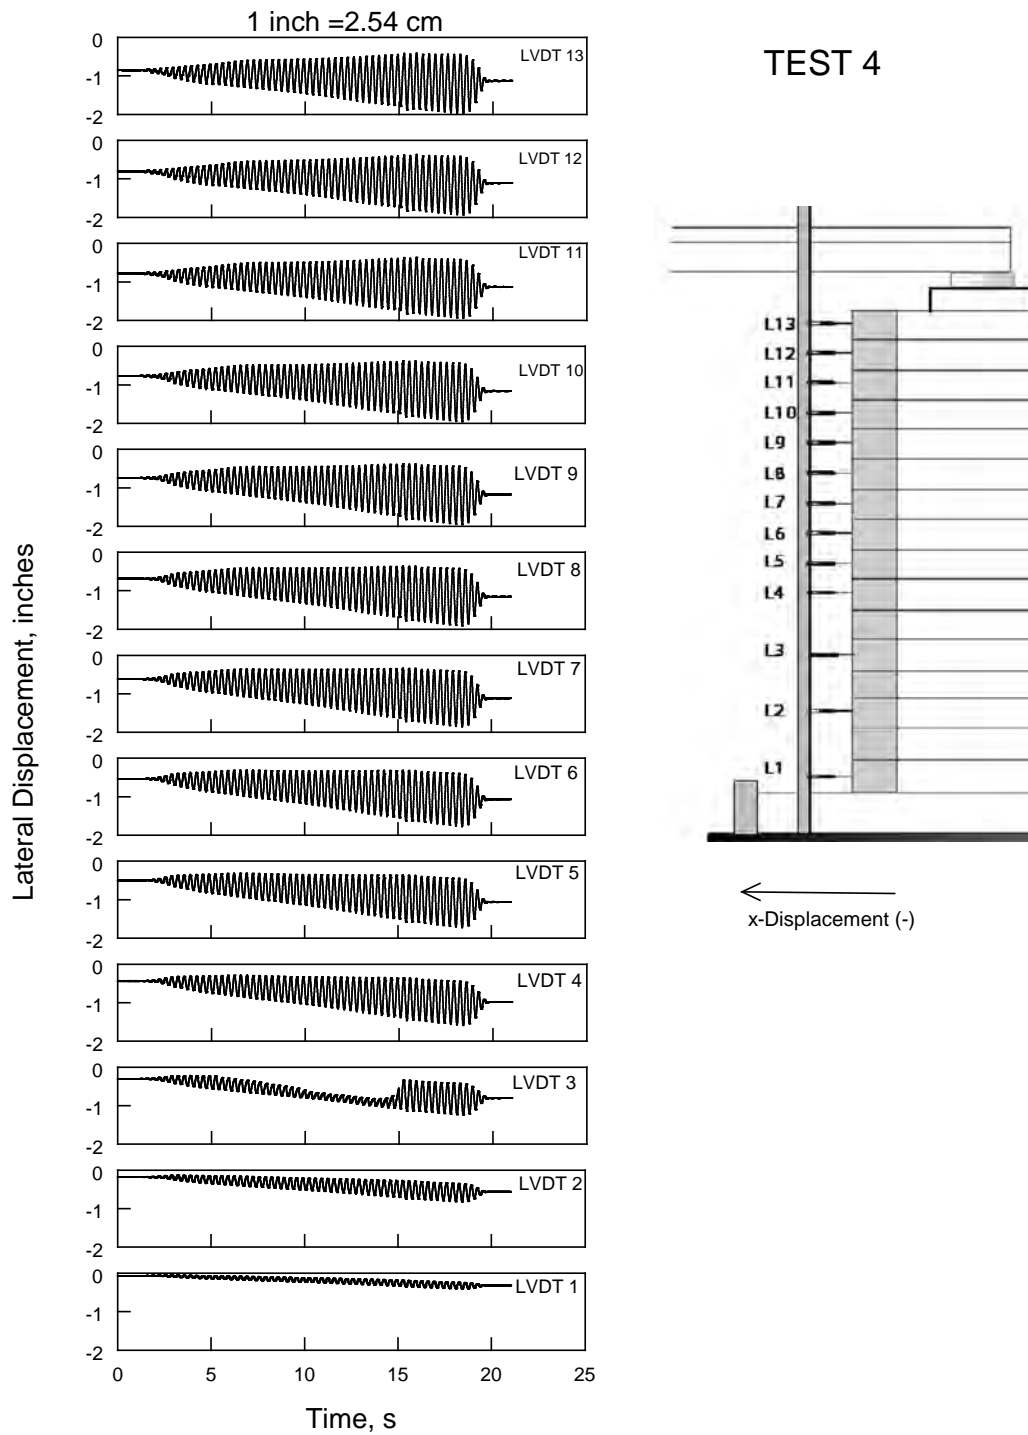 1 inch =2.54 cm
TEST 4
Lateral Displacement, inches
0
-1
-2
LVDT 13
0
-1
-2
LVDT 12
0
-1
-2
LVDT 11
0
-1
-2
LVDT 10
0
-1
-2
LVDT 9
0
-1
-2
LVDT 8
0
-1
-2
LVDT 7
0
-1
-2
LVDT 6
0
-1
-2
LVDT 5
0
-1
-2
LVDT 4
0
-1
-2
LVDT 3
0
-1
-2
LVDT 2
0
-1
-2
LVDT 1
0 5 10 15 20 25
Time, s
L13
L12
L11
L10
L9
L8
L7
L6
L5
L4
L3
L2
L1
x-Displacement (-)